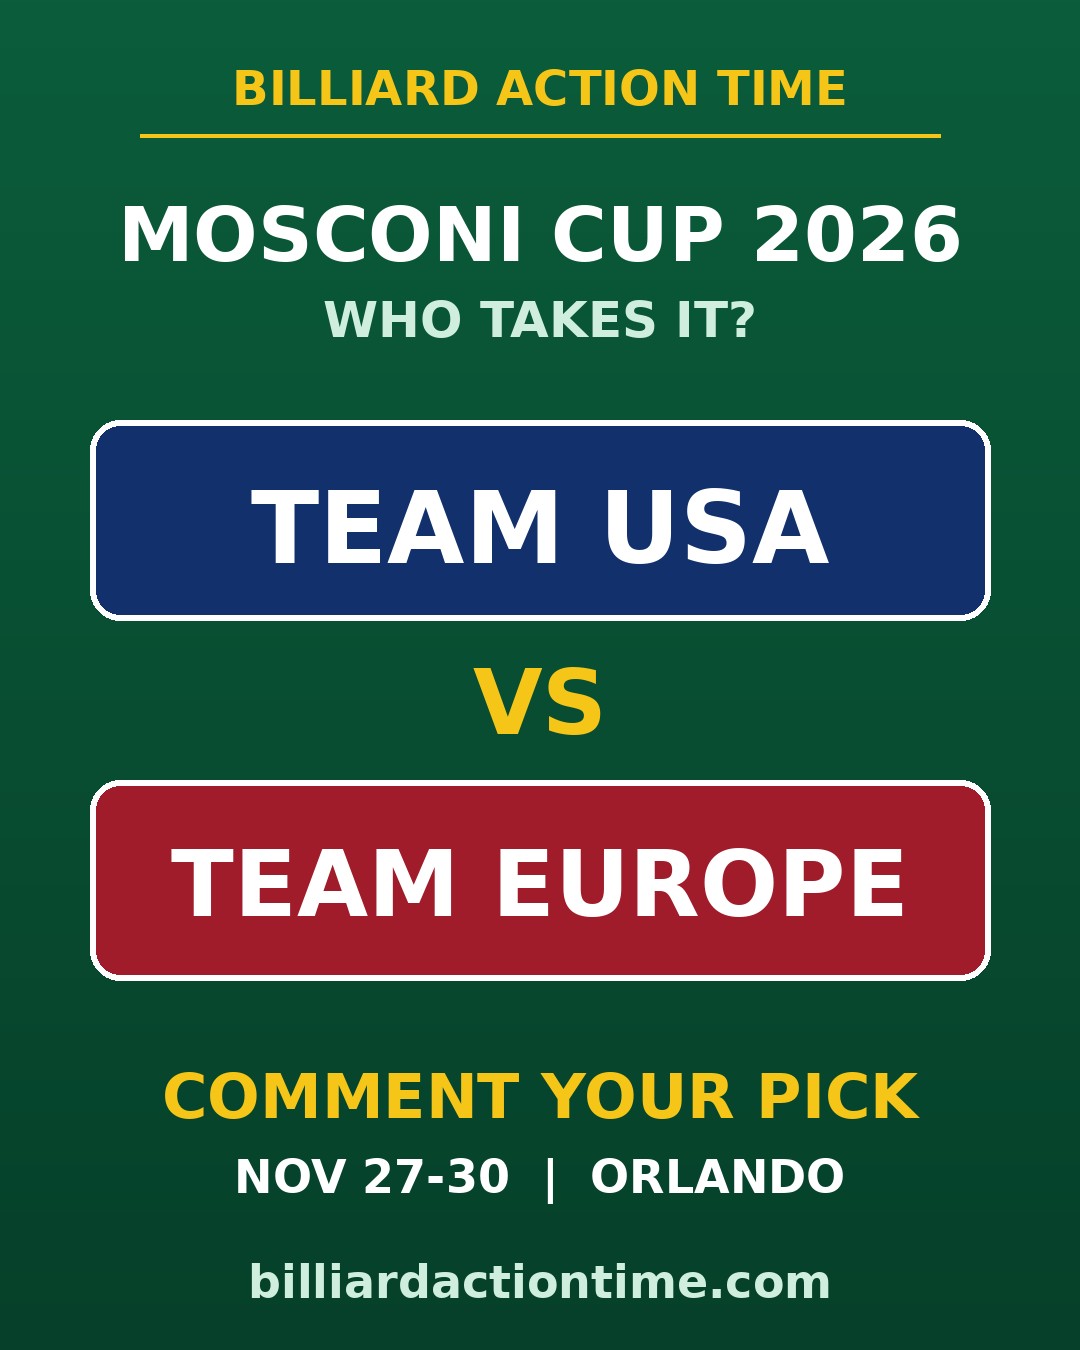 BILLIARD ACTION TIME
MOSCONI CUP 2026
WHO TAKES IT?
TEAM USA
VS
TEAM EUROPE
COMMENT YOUR PICK
NOV 27-30 | ORLANDO
billiardactiontime.com